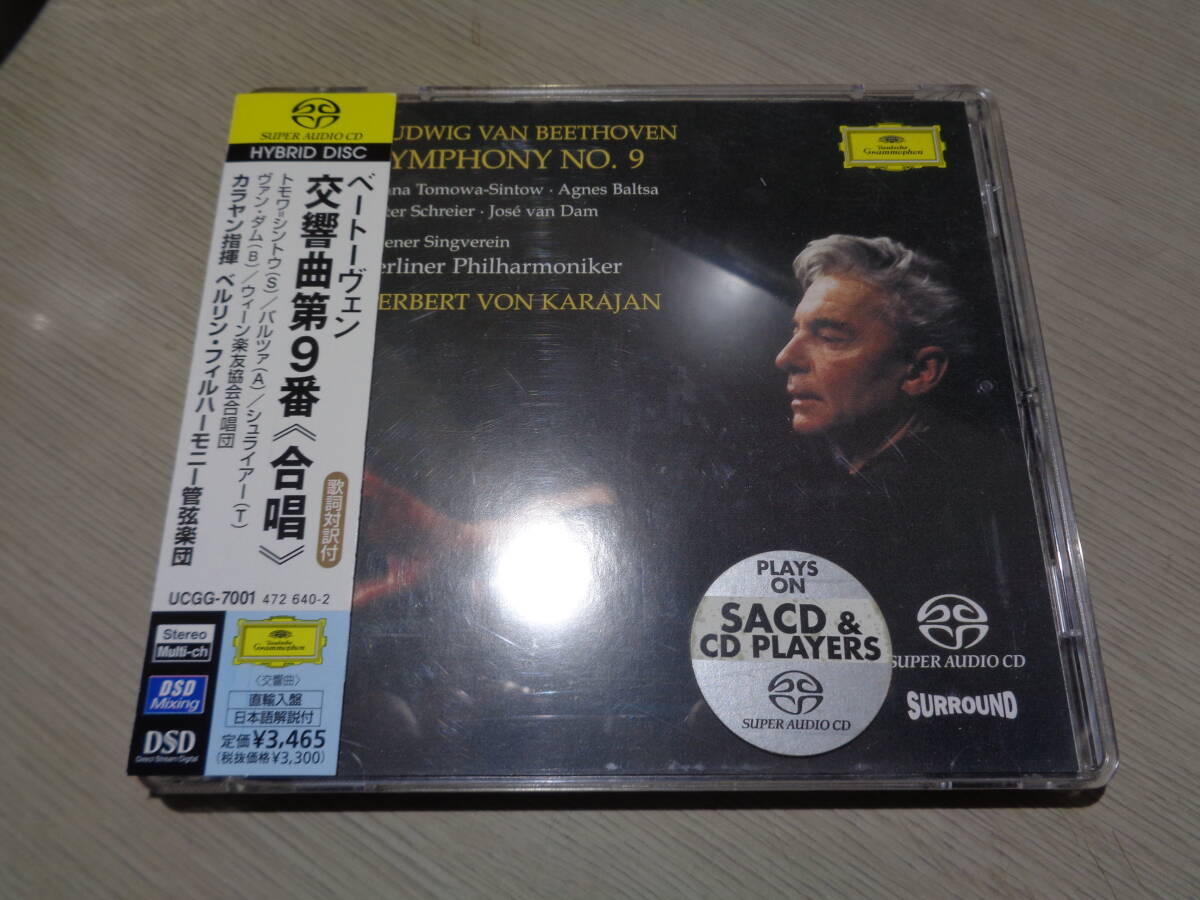 SUPER AUDIO CD
HYBRID DISC
ベートーヴェン
交響曲第9番《合唱》
歌詞対訳付
トモワ=シントウ(S)/バルツァ(A)/シュライアー(T)
ヴァン・ダム(B)/ウィーン楽友協会合唱団
カラヤン指揮 ベルリン・フィルハーモニー管弦楽団
UCGG-7001 472 640-2
Stereo
Multi-ch
DSD
Mixing
DSD
Direct Stream Digital
Deutsche
Grammophon
〈交響曲〉
直輸入盤
日本語解説付
定価¥3,465
(税抜価格¥3,300)
UDWIG VAN BEETHOVEN
YMPHONY NO. 9
na Tomowa-Sintow · Agnes Baltsa
ter Schreier · José van Dam
ener Singverein
erliner Philharmoniker
ERBERT VON KARAJAN
Deutsche
Grammophon
PLAYS
ON
SACD &
CD PLAYERS
SUPER AUDIO CD
SUPER AUDIO CD
SURROUND